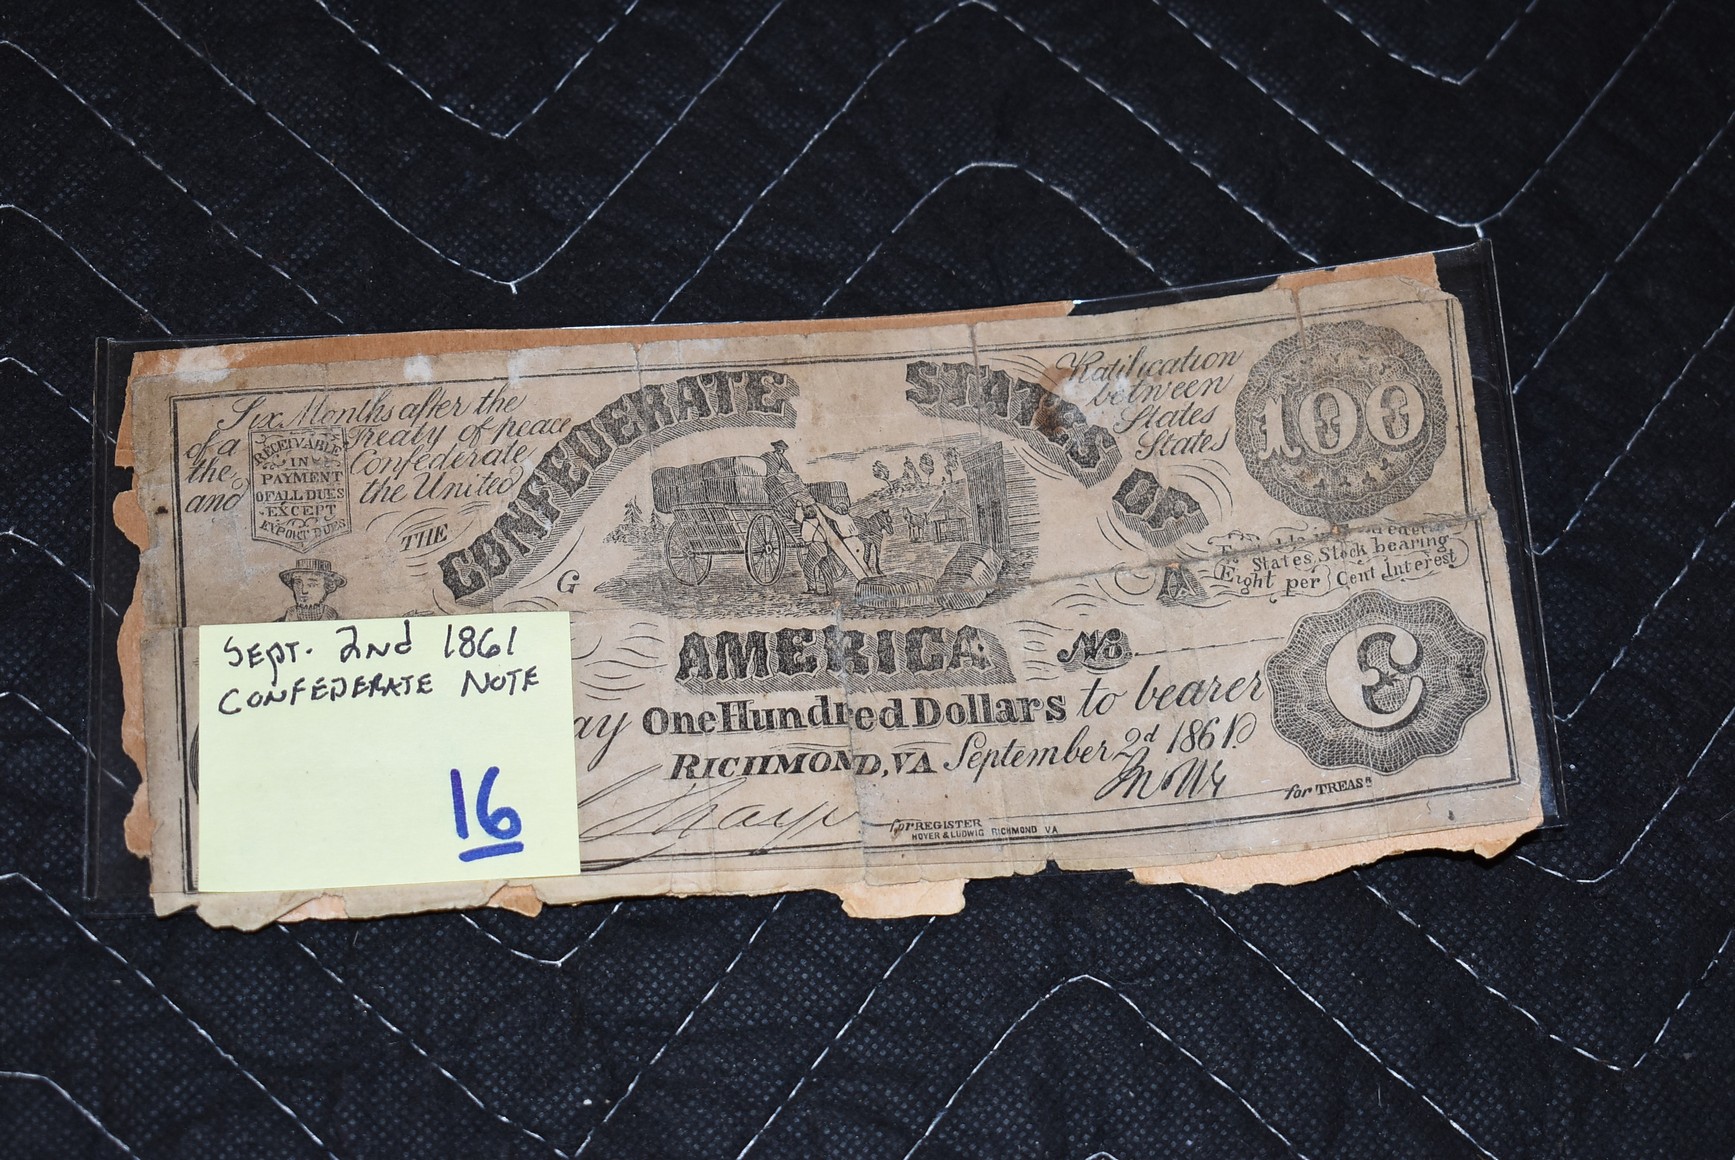 Six Months after the
of a Treaty of peace
the Confederate
and the United
RECEIVABLE
IN
PAYMENT
OF ALL DUES
EXCEPT
EXPORT DUES
THE CONFEDERATE STATES OF
AMERICA
G
Ratification
between
States
States
100
States Stock bearing
Eight per Cent Interest
A
No.
C
ay One Hundred Dollars to bearer
RICHMOND, VA September 2d 1861
for REGISTER
HOYER & LUDWIG RICHMOND VA
for TREASR
SEPT. 2nd 1861
CONFEDERATE NOTE
16